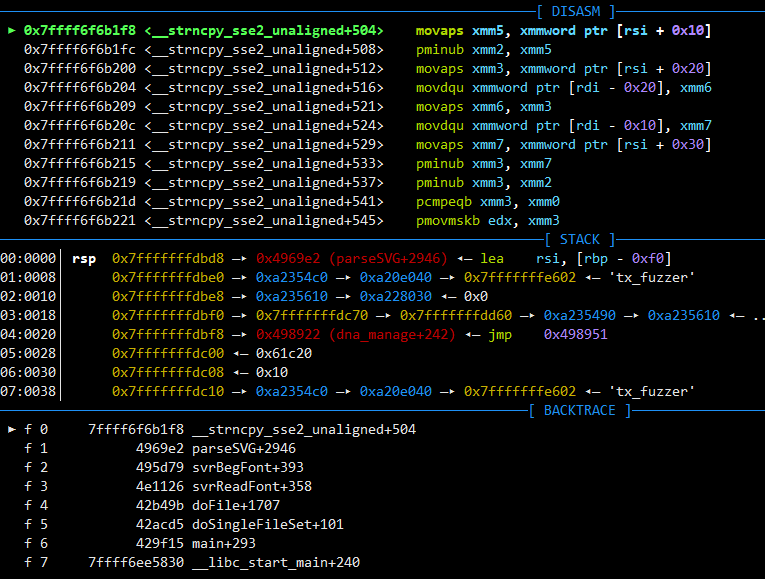 [ DISASM ]
► 0x7ffff6f6b1f8 <__strncpy_sse2_unaligned+504> movaps xmm5, xmmword ptr [rsi + 0x10]
0x7ffff6f6b1fc <__strncpy_sse2_unaligned+508> pminub xmm2, xmm5
0x7ffff6f6b200 <__strncpy_sse2_unaligned+512> movaps xmm3, xmmword ptr [rsi + 0x20]
0x7ffff6f6b204 <__strncpy_sse2_unaligned+516> movdqu xmmword ptr [rdi - 0x20], xmm6
0x7ffff6f6b209 <__strncpy_sse2_unaligned+521> movaps xmm6, xmm3
0x7ffff6f6b20c <__strncpy_sse2_unaligned+524> movdqu xmmword ptr [rdi - 0x10], xmm7
0x7ffff6f6b211 <__strncpy_sse2_unaligned+529> movaps xmm7, xmmword ptr [rsi + 0x30]
0x7ffff6f6b215 <__strncpy_sse2_unaligned+533> pminub xmm3, xmm7
0x7ffff6f6b219 <__strncpy_sse2_unaligned+537> pminub xmm3, xmm2
0x7ffff6f6b21d <__strncpy_sse2_unaligned+541> pcmpeqb xmm3, xmm0
0x7ffff6f6b221 <__strncpy_sse2_unaligned+545> pmovmskb edx, xmm3
[ STACK ]
00:0000│ rsp 0x7fffffffdbd8 —▸ 0x4969e2 (parseSVG+2946) ◂— lea rsi, [rbp - 0xf0]
01:0008│ 0x7fffffffdbe0 —▸ 0xa2354c0 —▸ 0xa20e040 —▸ 0x7fffffffe602 ◂— 'tx_fuzzer'
02:0010│ 0x7fffffffdbe8 —▸ 0xa235610 —▸ 0xa228030 ◂— 0x0
03:0018│ 0x7fffffffdbf0 —▸ 0x7fffffffdc70 —▸ 0x7fffffffdd60 —▸ 0xa235490 —▸ 0xa235610 ◂— ..
04:0020│ 0x7fffffffdbf8 —▸ 0x498922 (dna_manage+242) ◂— jmp 0x498951
05:0028│ 0x7fffffffdc00 ◂— 0x61c20
06:0030│ 0x7fffffffdc08 ◂— 0x10
07:0038│ 0x7fffffffdc10 —▸ 0xa2354c0 —▸ 0xa20e040 —▸ 0x7fffffffe602 ◂— 'tx_fuzzer'
[ BACKTRACE ]
► f 0 7ffff6f6b1f8 __strncpy_sse2_unaligned+504
f 1 4969e2 parseSVG+2946
f 2 495d79 svrBegFont+393
f 3 4e1126 svrReadFont+358
f 4 42b49b doFile+1707
f 5 42acd5 doSingleFileSet+101
f 6 429f15 main+293
f 7 7ffff6ee5830 __libc_start_main+240